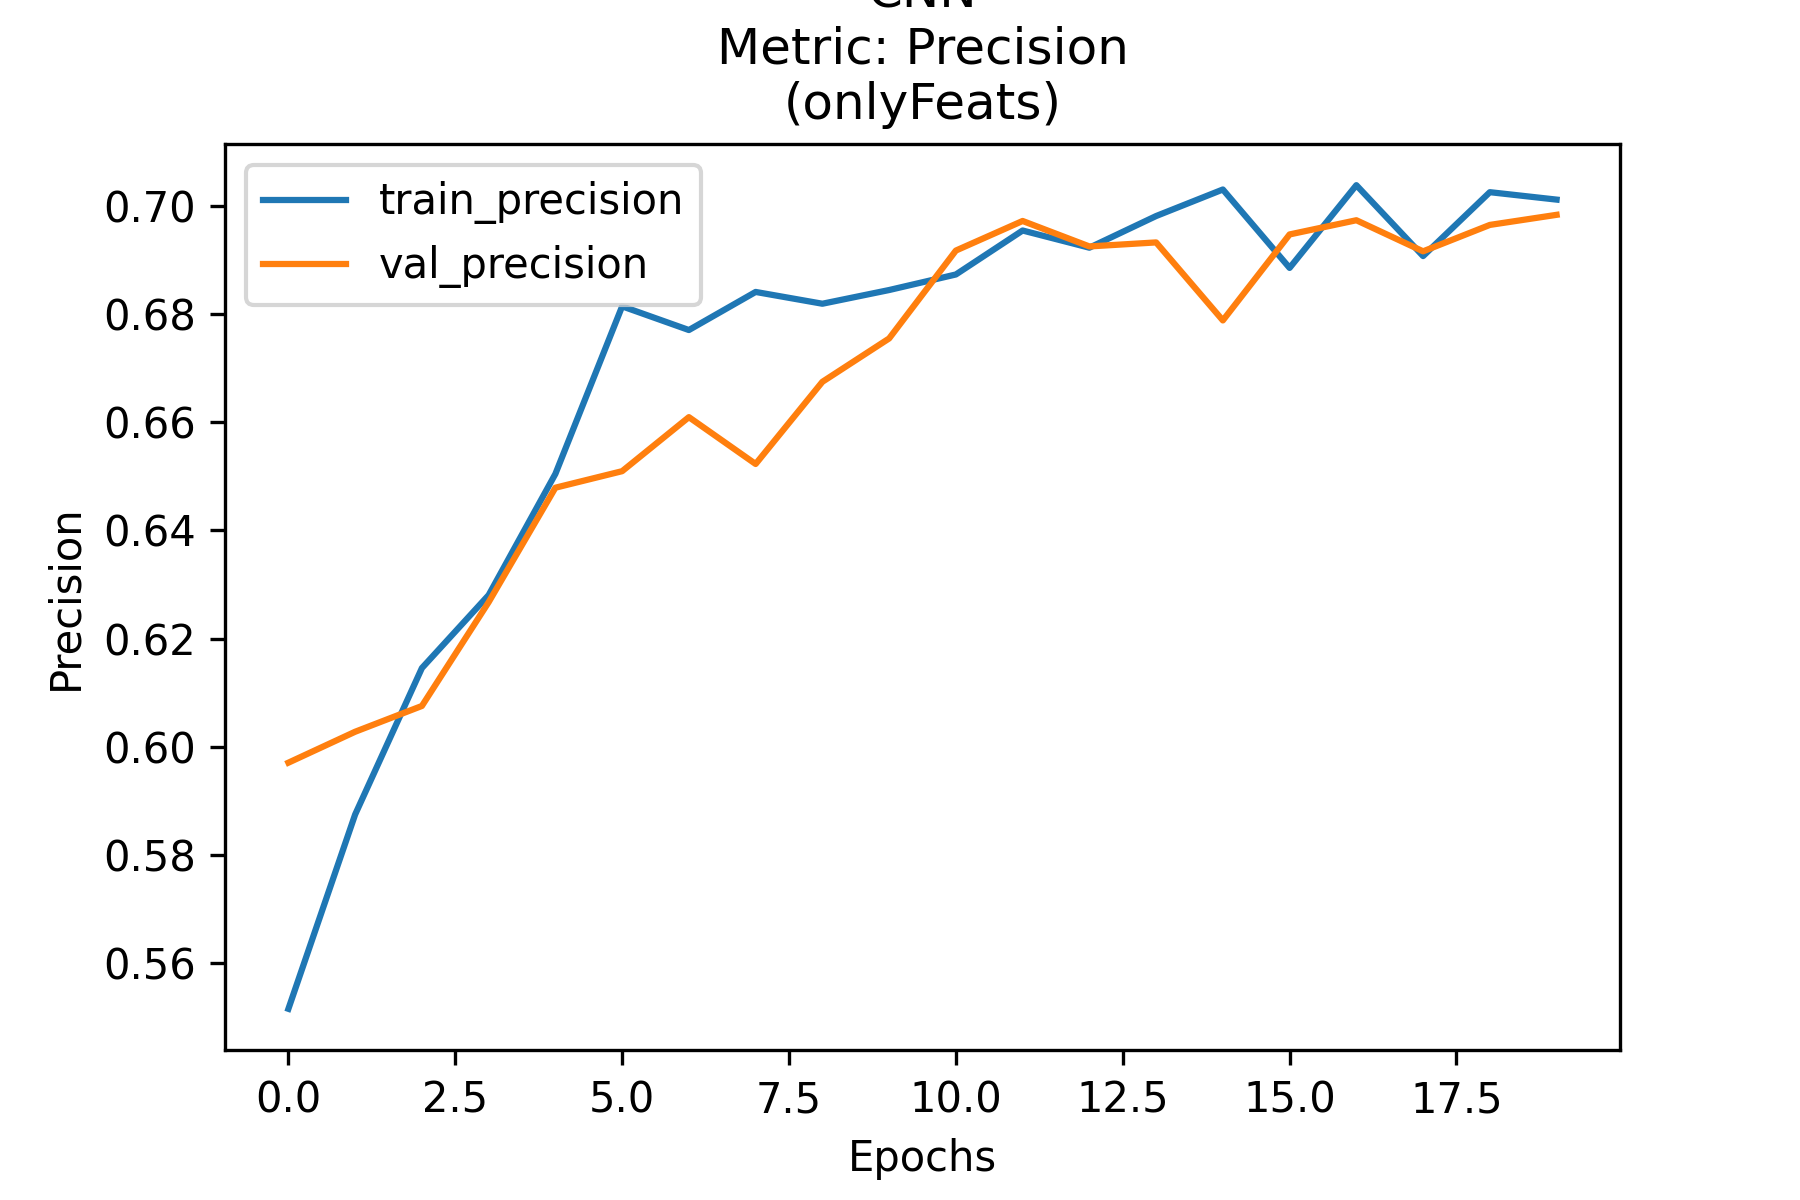 CNN
Metric: Precision
(onlyFeats)
train_precision
val_precision
0.70
0.68
0.66
0.64
0.62
0.60
0.58
0.56
Precision
0.0 2.5 5.0 7.5 10.0 12.5 15.0 17.5
Epochs